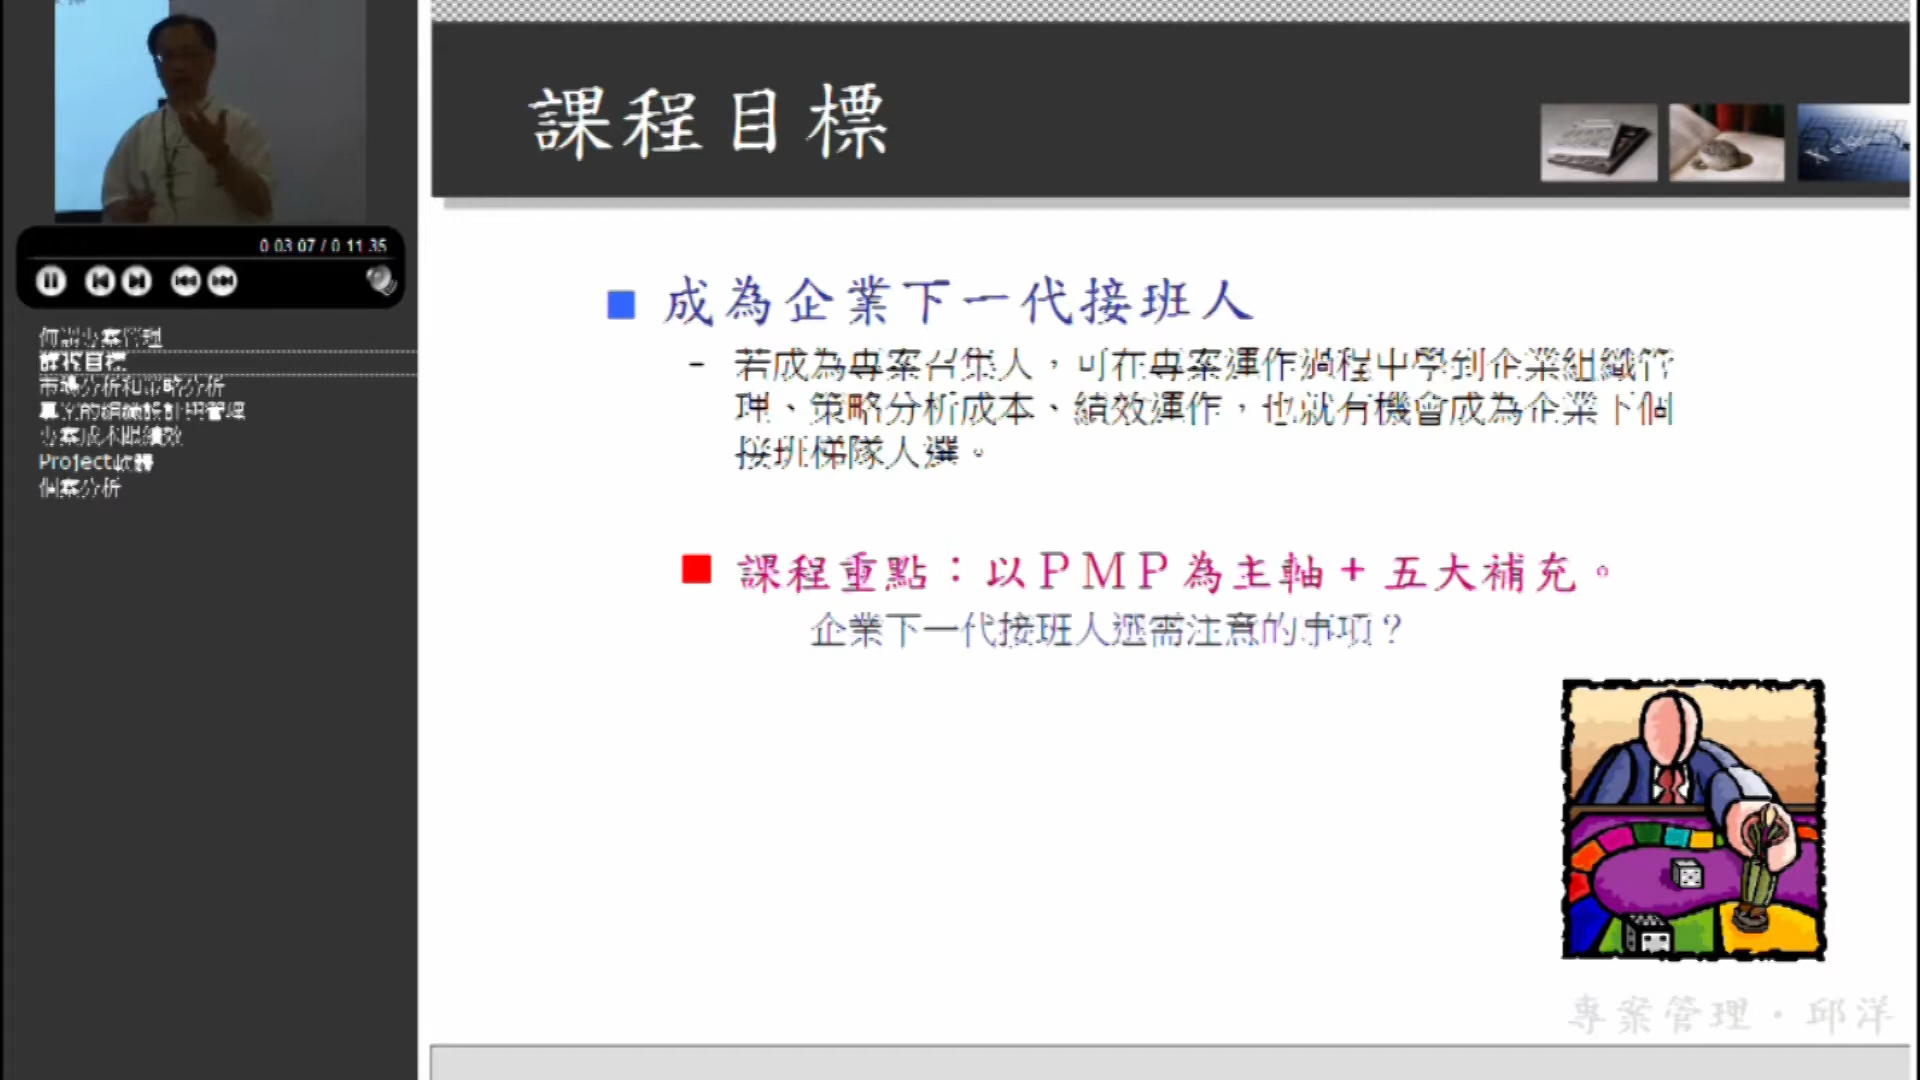 課程目標
0:03:07 / 0:11:35
何謂專案管理
課程目標
市場分析和策略分析
專案的組織設計與管理
專案成本與績效
Project軟體
個案分析
成為企業下一代接班人
- 若成為專案召集人，可在專案運作過程中學到企業組織管
理、策略分析成本、績效運作，也就有機會成為企業下個
接班梯隊人選。
課程重點：以PMP為主軸+五大補充。
企業下一代接班人還需注意的事項？
專案管理·邱洋